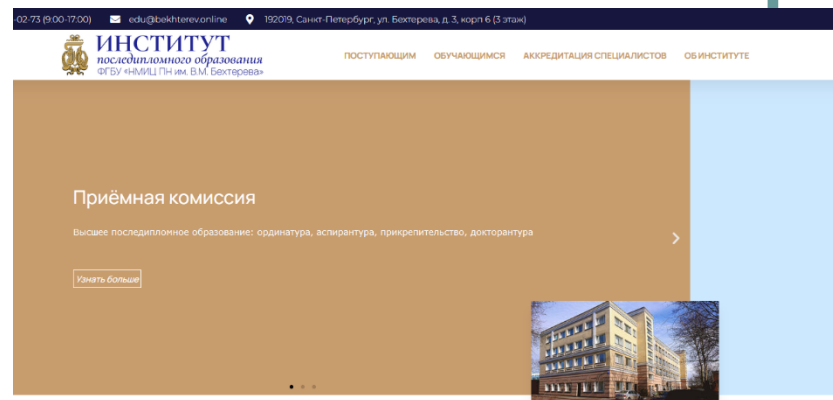 -02-73 (9:00-17:00) edu@bekhterev.online 192019, Санкт-Петербург, ул. Бехтерева, д. 3, корп 6 (3 этаж)
ИНСТИТУТ
последипломного образования
ФГБУ «НМИЦ ПН им. В.М. Бехтерева»
ПОСТУПАЮЩИМ ОБУЧАЮЩИМСЯ АККРЕДИТАЦИЯ СПЕЦИАЛИСТОВ ОБ ИНСТИТУТЕ
Приёмная комиссия
Высшее последипломное образование: ординатура, аспирантура, прикрепительство, докторантура
Узнать больше